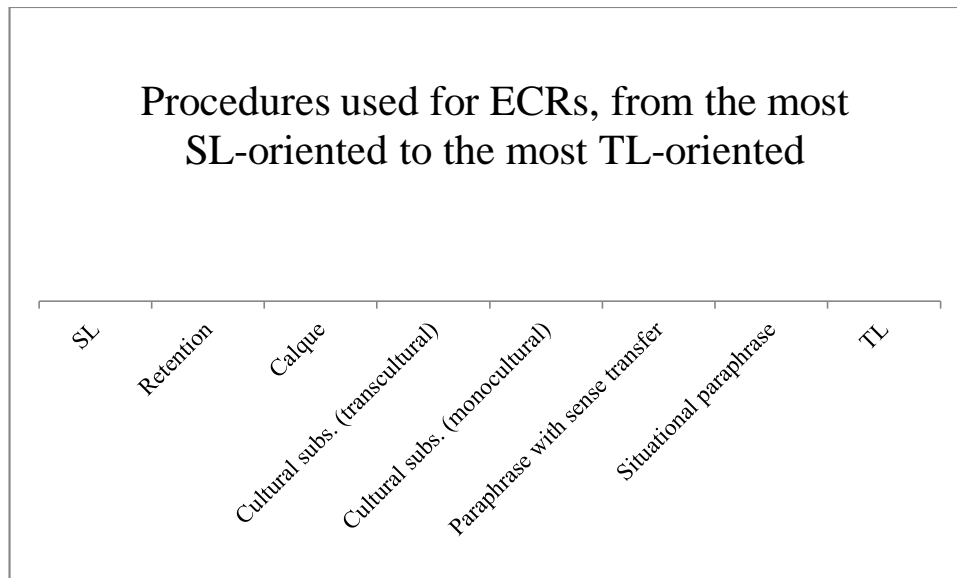 Procedures used for ECRs, from the most
SL-oriented to the most TL-oriented
SL
Retention
Calque
Cultural subs. (transcultural)
Cultural subs. (monocultural)
Paraphrase with sense transfer
Situational paraphrase
TL